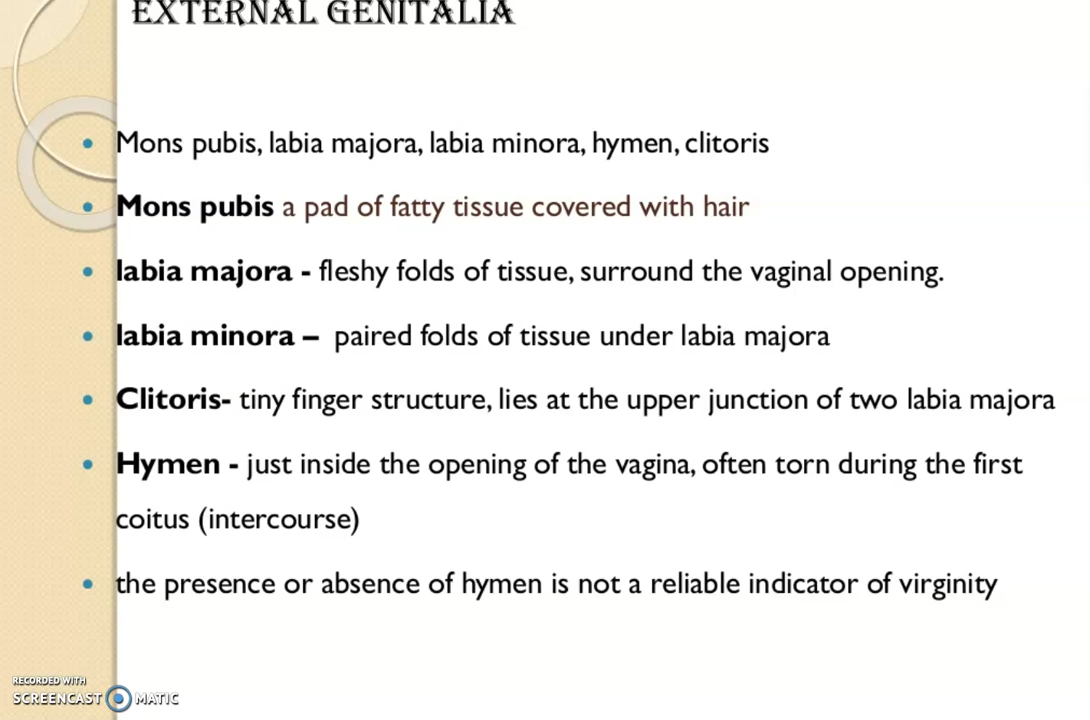 EXTERNAL GENITALIA
Mons pubis, labia majora, labia minora, hymen, clitoris
Mons pubis a pad of fatty tissue covered with hair
labia majora - fleshy folds of tissue, surround the vaginal opening.
labia minora – paired folds of tissue under labia majora
Clitoris- tiny finger structure, lies at the upper junction of two labia majora
Hymen - just inside the opening of the vagina, often torn during the first
coitus (intercourse)
the presence or absence of hymen is not a reliable indicator of virginity
RECORDED WITH
SCREENCAST MATIC